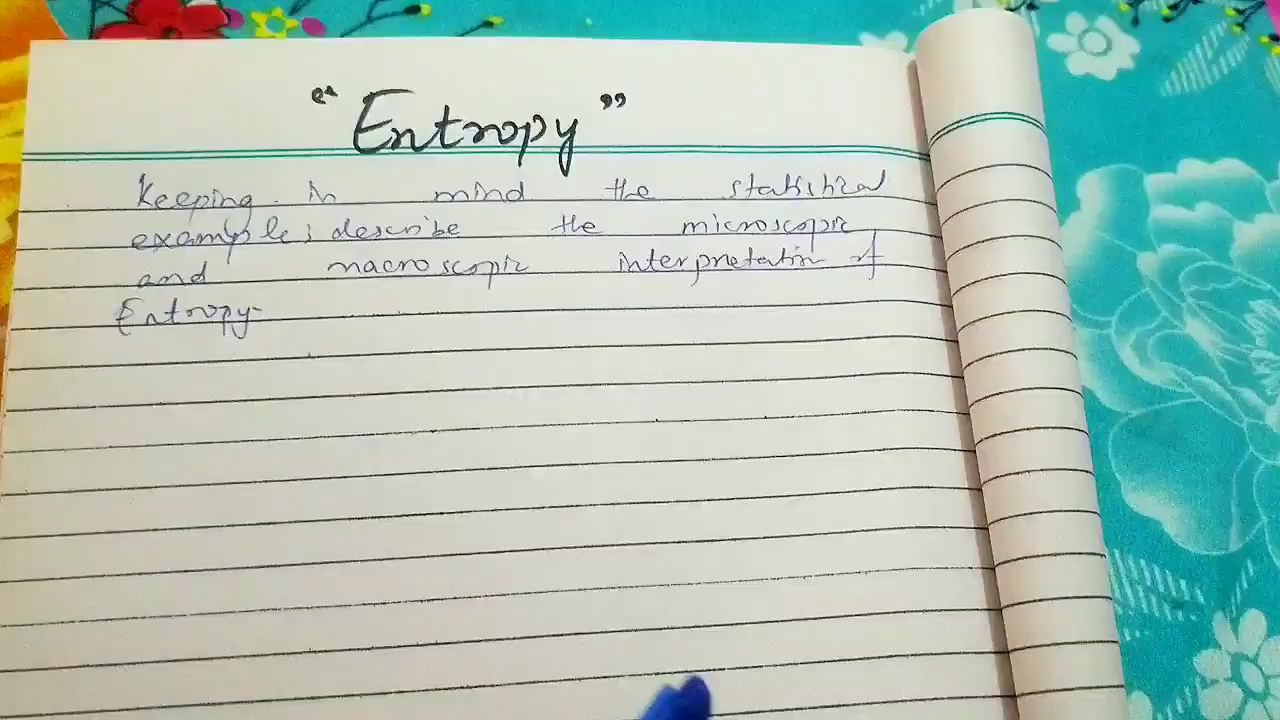 "Entropy"
Keeping in mind the statistical
example; describe the microscopic
and macroscopic interpretation of
Entropy-